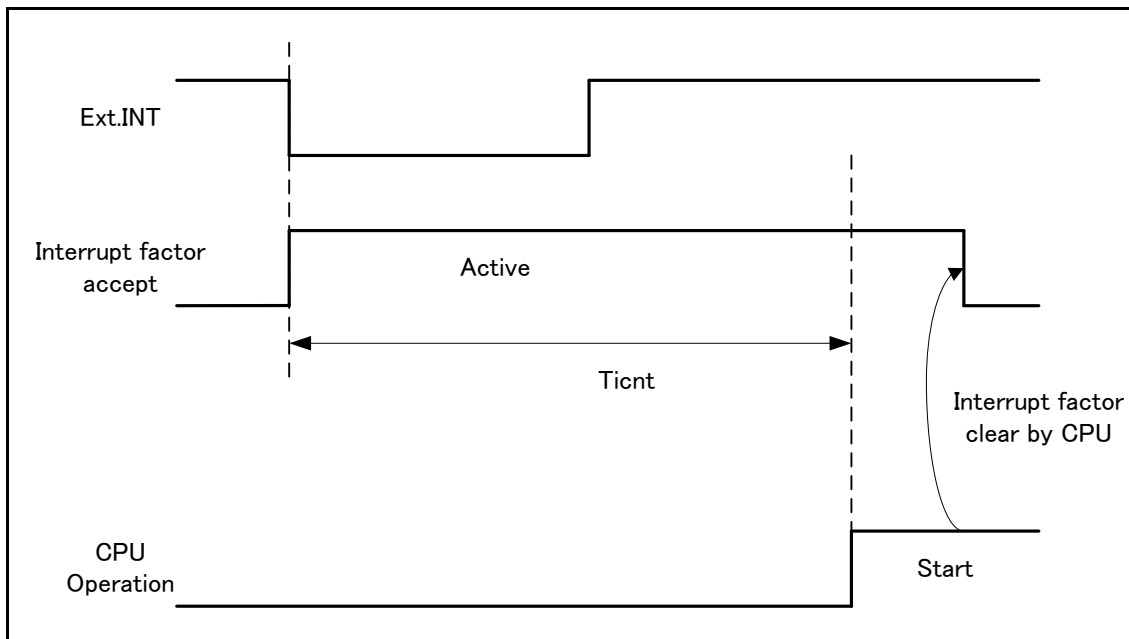 Ext.INT
Interrupt factor
accept
Active
Ticnt
Interrupt factor
clear by CPU
CPU
Operation
Start